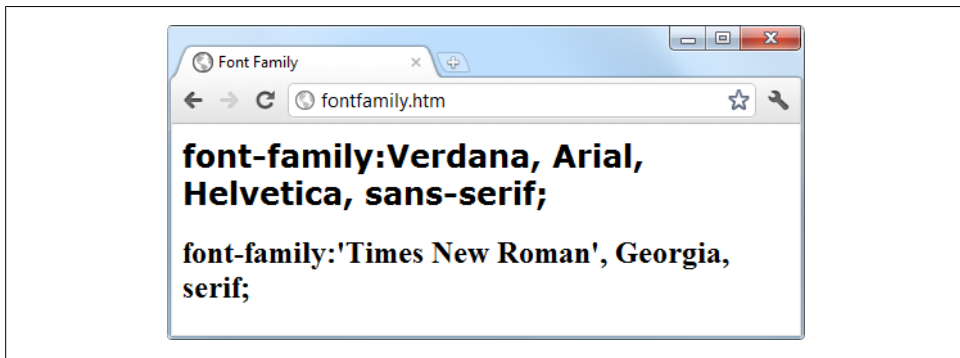 Font Family
fontfamily.htm
font-family:Verdana, Arial,
Helvetica, sans-serif;
font-family:'Times New Roman', Georgia,
serif;